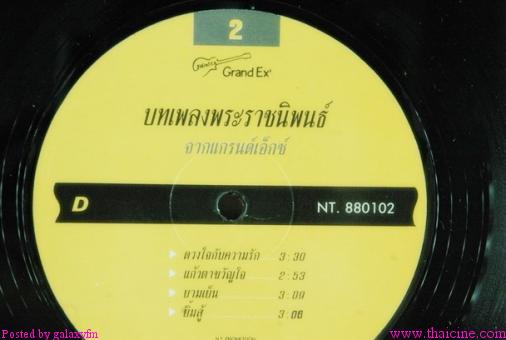 2
Grand Ex'
บทเพลงพระราชนิพนธ์
จากแกรนด์เอ็กซ์
D NT. 880102
ดวงใจกับความรัก 3:30
แก้วตาขวัญใจ 2:53
ยามเย็น 3:00
ยิ้มสู้ 3:06
Posted by galaxyfm
www.thaicine.com